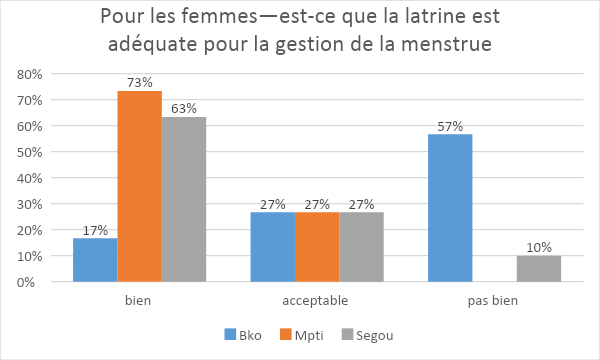 Pour les femmes—est-ce que la latrine est
adéquate pour la gestion de la menstrue
80%
70%
60%
50%
40%
30%
20%
10%
0%
17%
73%
63%
27%
27%
27%
57%
10%
bien
acceptable
pas bien
Bko
Mpti
Segou